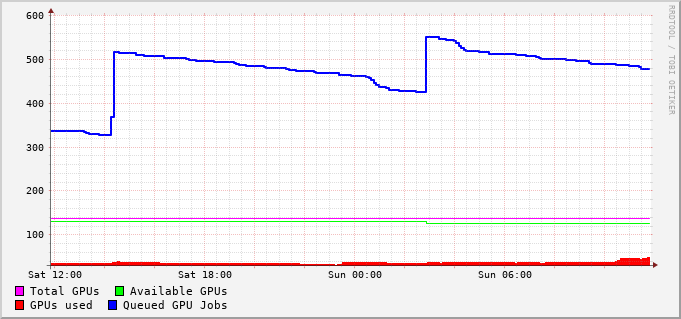 600
500
400
300
200
100
Sat 12:00 Sat 18:00 Sun 00:00 Sun 06:00
Total GPUs Available GPUs
GPUs used Queued GPU Jobs
RRDTOOL / TOBI OETIKER